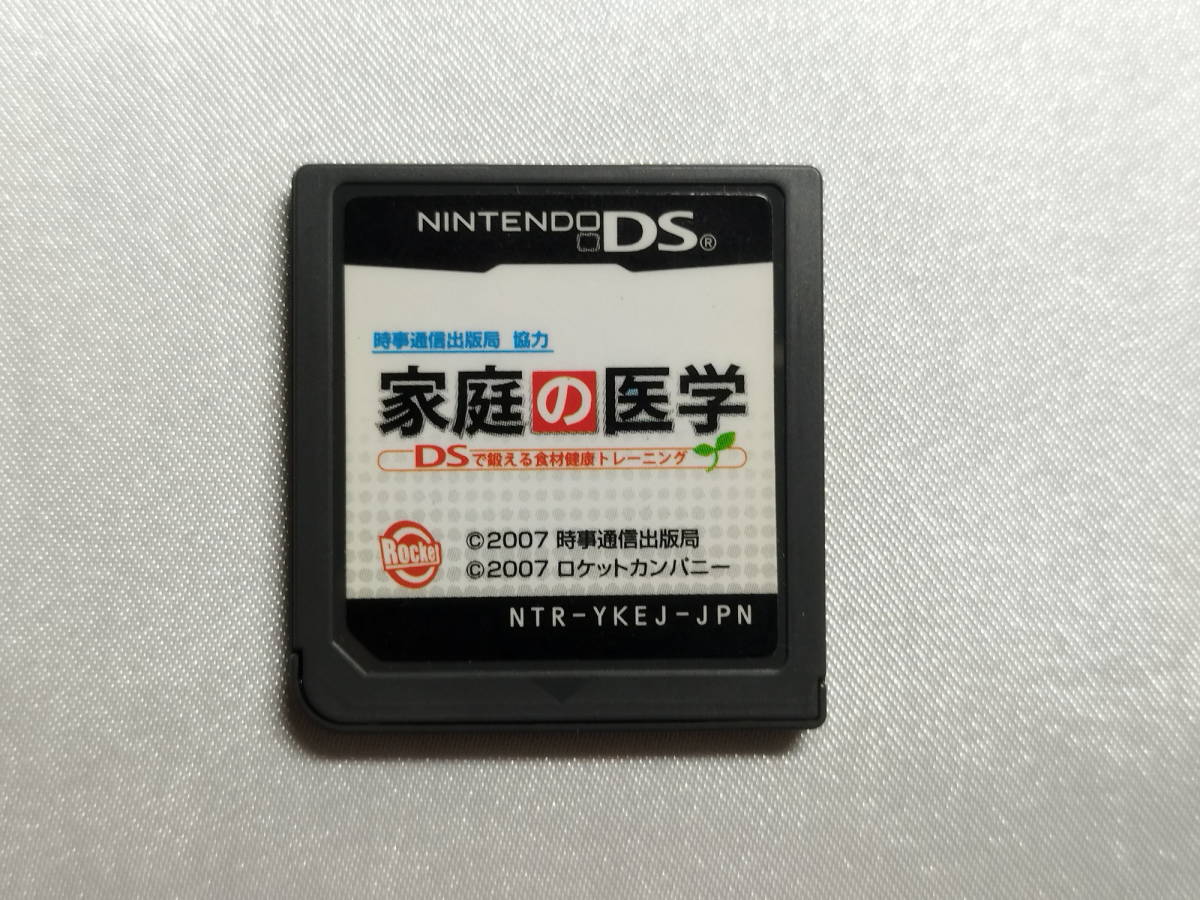 NINTENDO DS®
時事通信出版局 協力
家庭の医学
DSで鍛える食材健康トレーニング
Rocket
©2007 時事通信出版局
©2007 ロケットカンパニー
NTR-YKEJ-JPN